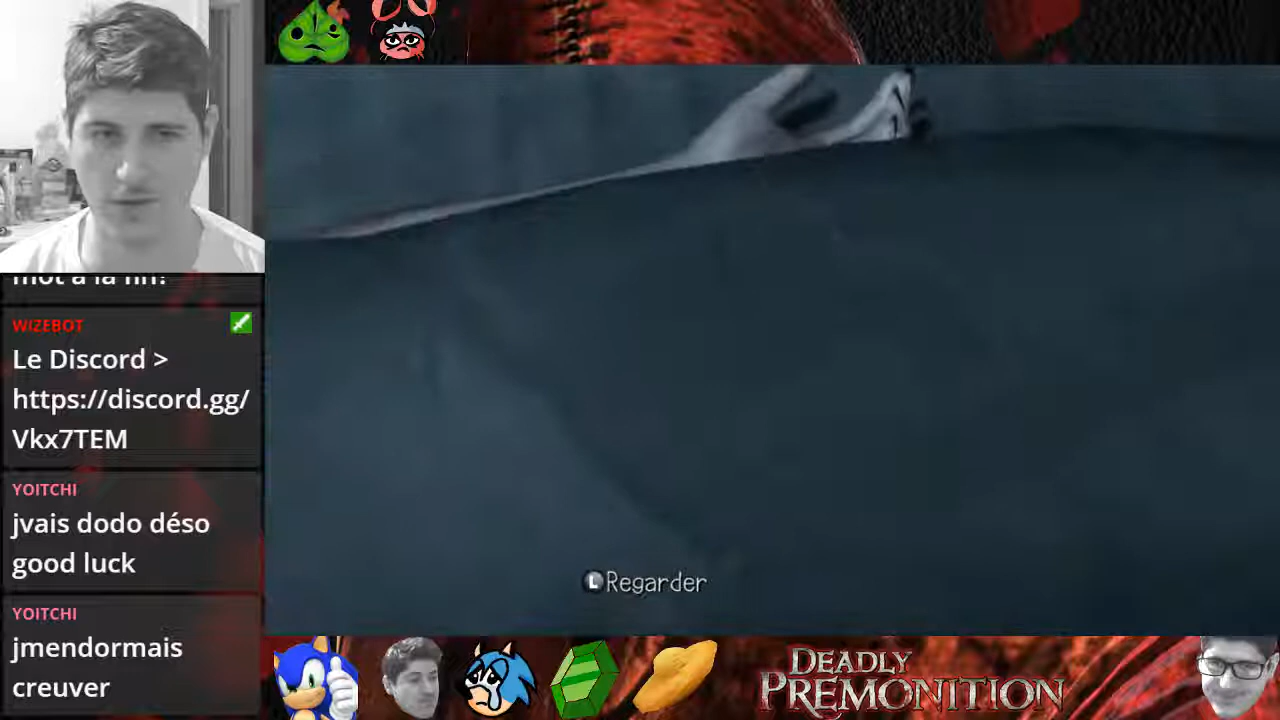 WIZEBOT
Le Discord >
https://discord.gg/
Vkx7TEM
YOITCHI
jvais dodo déso
good luck
YOITCHI
jmendormais
creuver
L Regarder
DEADLY
PREMONITION